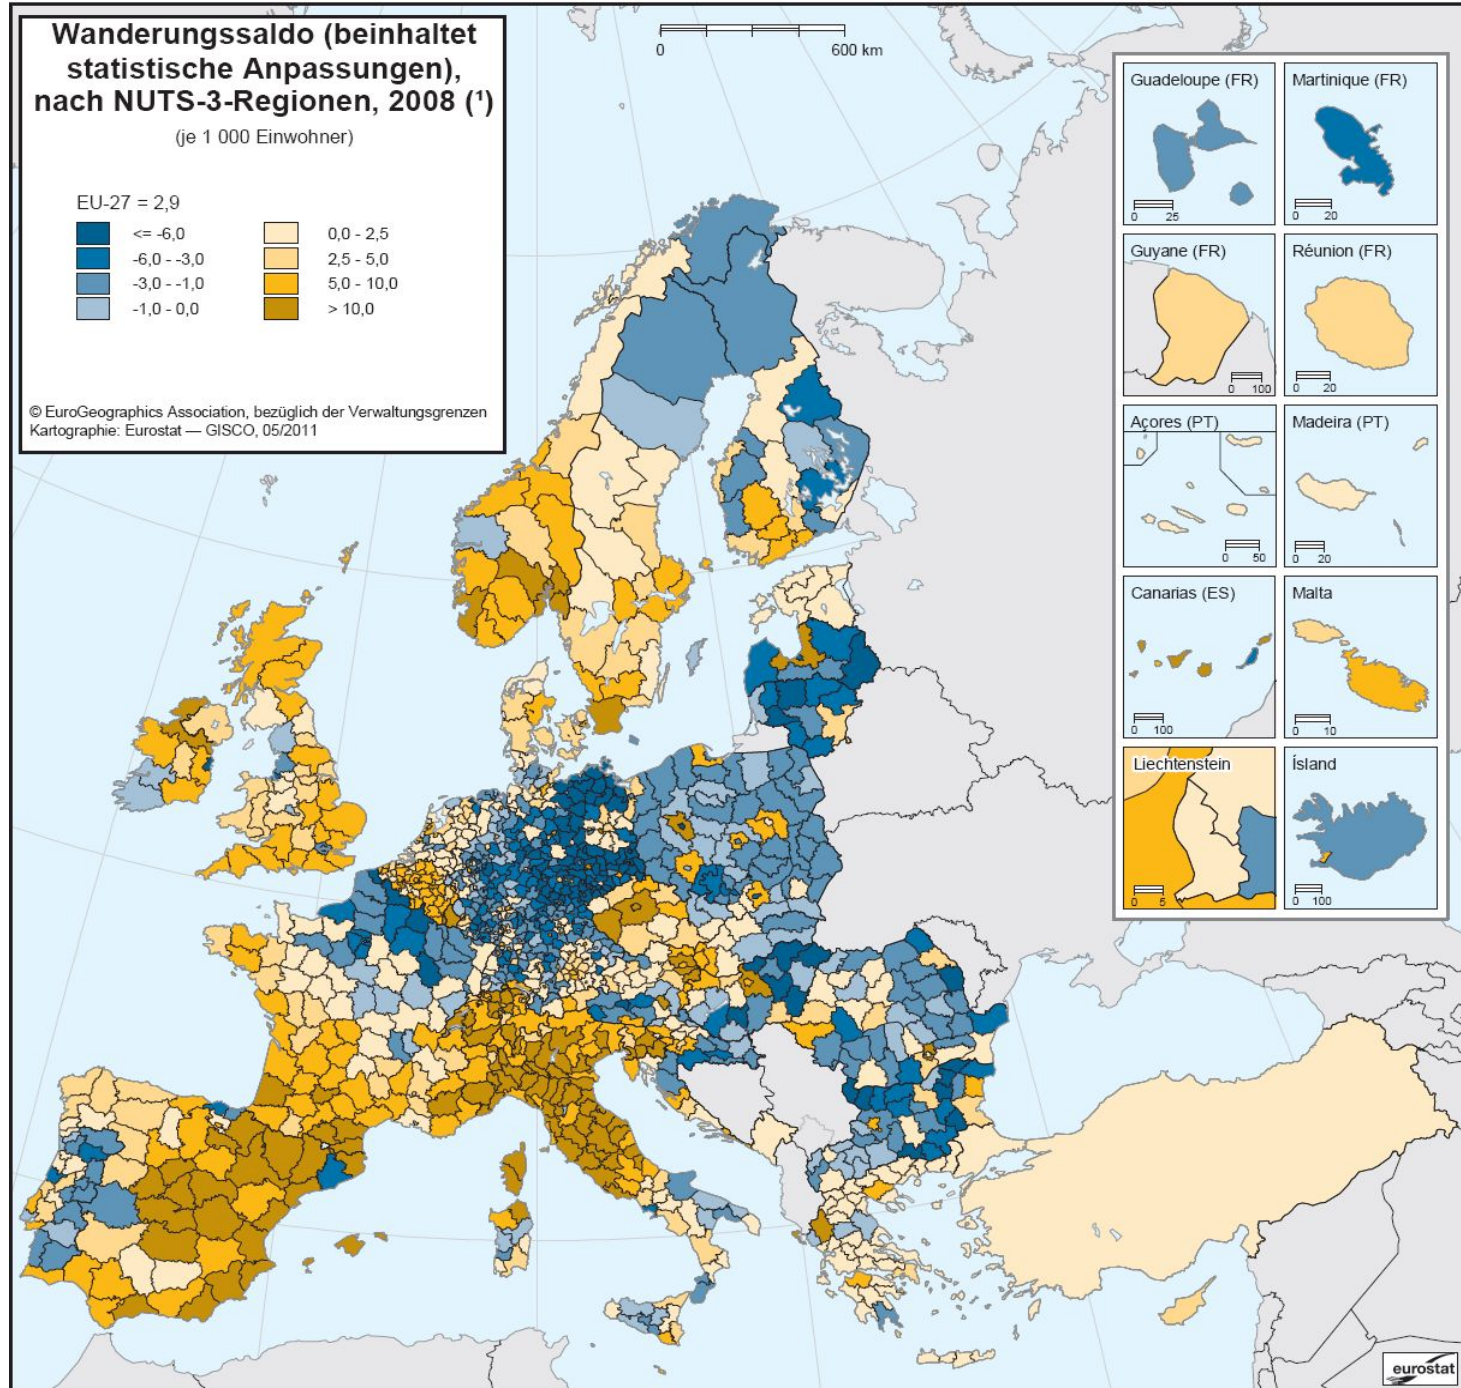 Wanderungssaldo (beinhaltet
statistische Anpassungen),
nach NUTS-3-Regionen, 2008 (¹)
(je 1 000 Einwohner)
EU-27 = 2,9
<= -6,0
-6,0 - -3,0
-3,0 - -1,0
-1,0 - 0,0
0,0 - 2,5
2,5 - 5,0
5,0 - 10,0
> 10,0
© EuroGeographics Association, bezüglich der Verwaltungsgrenzen
Kartographie: Eurostat — GISCO, 05/2011
0 600 km
Guadeloupe (FR)
0 25
Martinique (FR)
0 20
Guyane (FR)
0 100
Réunion (FR)
0 20
Açores (PT)
0 50
Madeira (PT)
0 20
Canarias (ES)
0 100
Malta
0 10
Liechtenstein
0 5
Ísland
0 100
eurostat